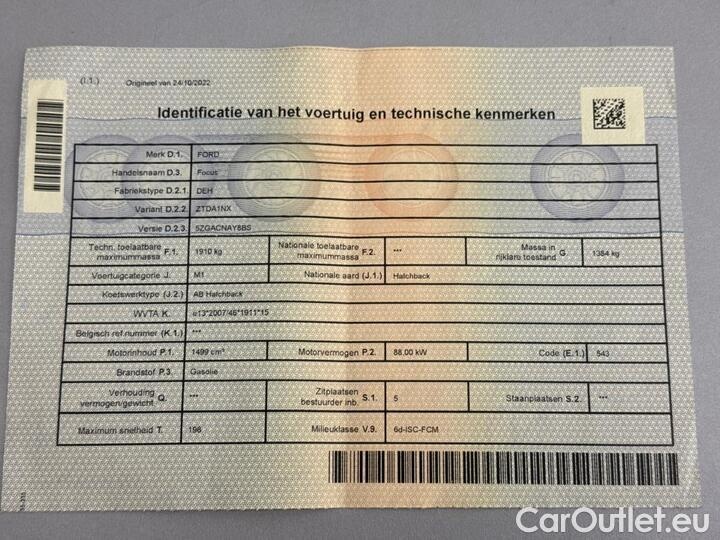 (I.1.) Origineel van 24/10/2022
Identificatie van het voertuig en technische kenmerken
Merk D.1. FORD
Handelsnaam D.3. Focus
Fabriekstype D.2.1 DEH
Variant D.2.2 ZTDA1NX
Versie D.2.3. 5ZGACNAY8BS
Techn. toelaatbare maximummassa F.1. 1910 kg Nationale toelaatbare maximummassa F.2. *** Massa in rijklare toestand G 1384 kg
Voertuigcategorie J. M1 Nationale aard (J.1.) Hatchback
Koetswerktype (J.2.) AB Hatchback
WVTA K. e13*2007/46*1911*15
Belgisch ref.nummer (K.1.) ***
Motorinhoud P.1. 1499 cm³ Motorvermogen P.2. 88.00 kW Code (E.1.) 543
Brandstof P.3. Gasolie
Verhouding vermogen/gewicht Q. *** Zitplaatsen bestuurder inb. S.1. 5 Staanplaatsen S.2. ***
Maximum snelheid T. 196 Milieuklasse V.9. 6d-ISC-FCM
CarOutlet.eu